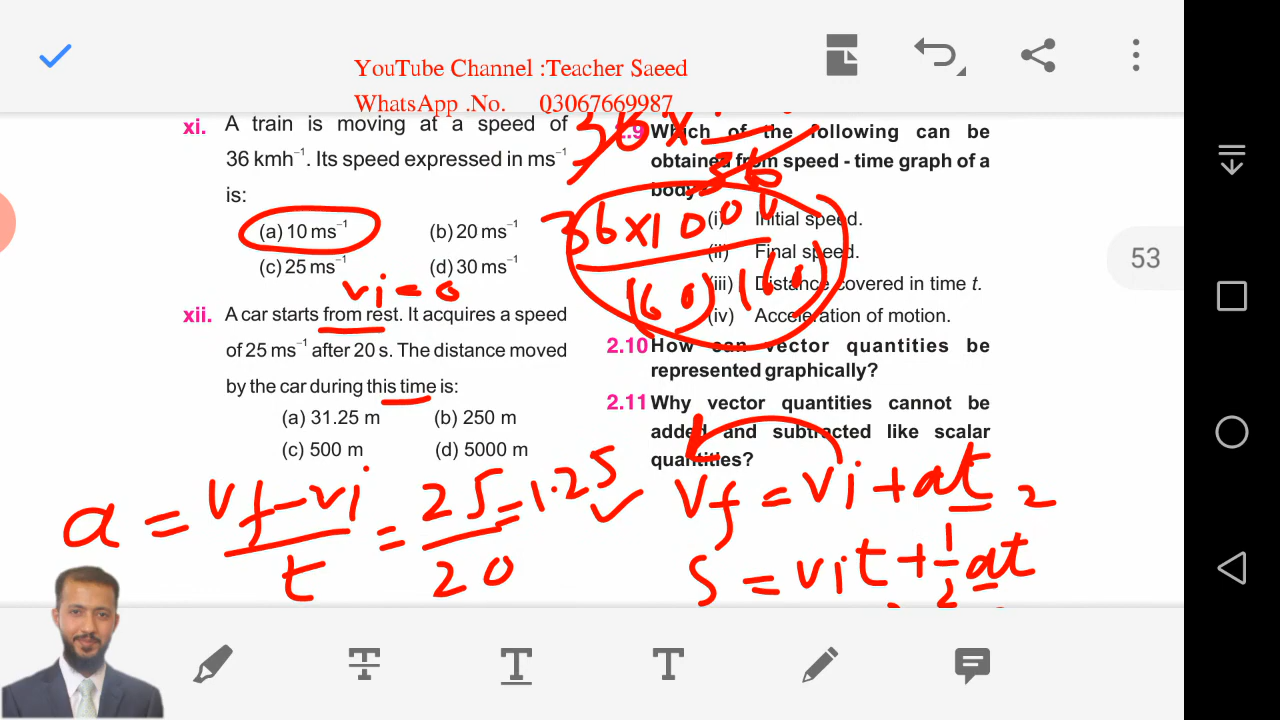 YouTube Channel :Teacher Saeed
WhatsApp .No. 03067669987
53
xi. A train is moving at a speed of
36 kmh⁻¹. Its speed expressed in ms⁻¹
is:
(a) 10 ms⁻¹ (b) 20 ms⁻¹
(c) 25 ms⁻¹ (d) 30 ms⁻¹
vi = 0
xii. A car starts from rest. It acquires a speed
of 25 ms⁻¹ after 20 s. The distance moved
by the car during this time is:
(a) 31.25 m (b) 250 m
(c) 500 m (d) 5000 m
a = vf - vi / t = 25 / 20 = 1.25
36 x
36
36 x 1000
(60)(60)
.9 Which of the following can be
obtained from speed - time graph of a
body?
(i) Initial speed.
(ii) Final speed.
(iii) Distance covered in time t.
(iv) Acceleration of motion.
2.10 How can vector quantities be
represented graphically?
2.11 Why vector quantities cannot be
added and subtracted like scalar
quantities?
vf = vi + at
S = vit + 1/2 at²
T T